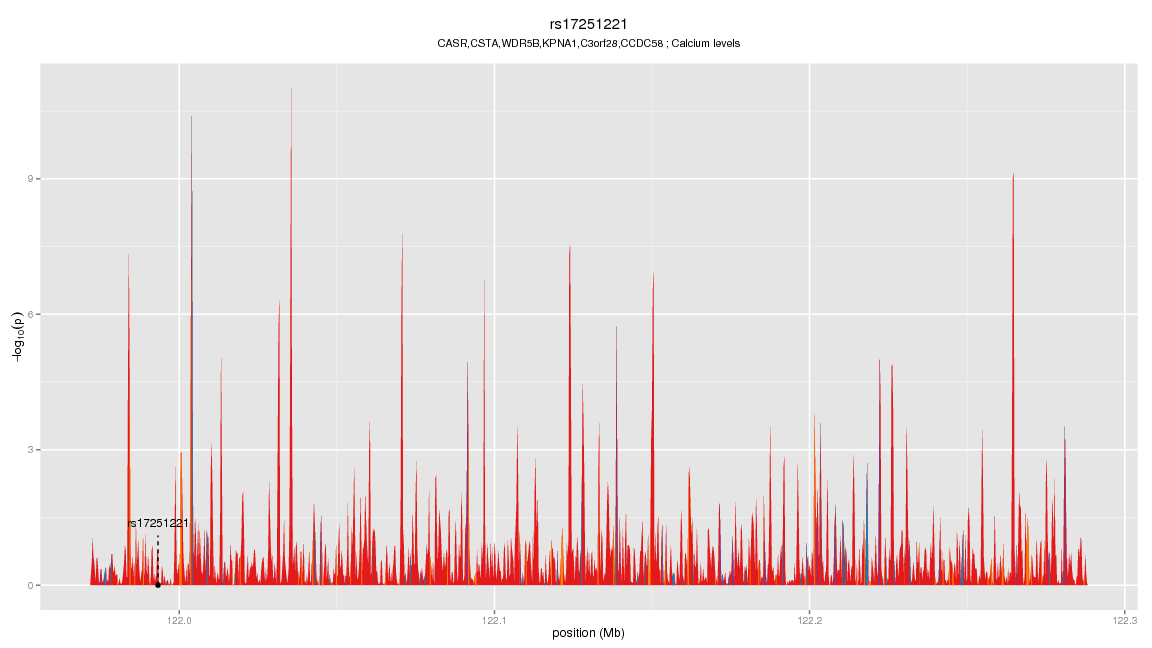 rs17251221
CASR,CSTA,WDR5B,KPNA1,C3orf28,CCDC58 ; Calcium levels
−log10(p)
9
6
3
0
rs17251221
122.0 122.1 122.2 122.3
position (Mb)